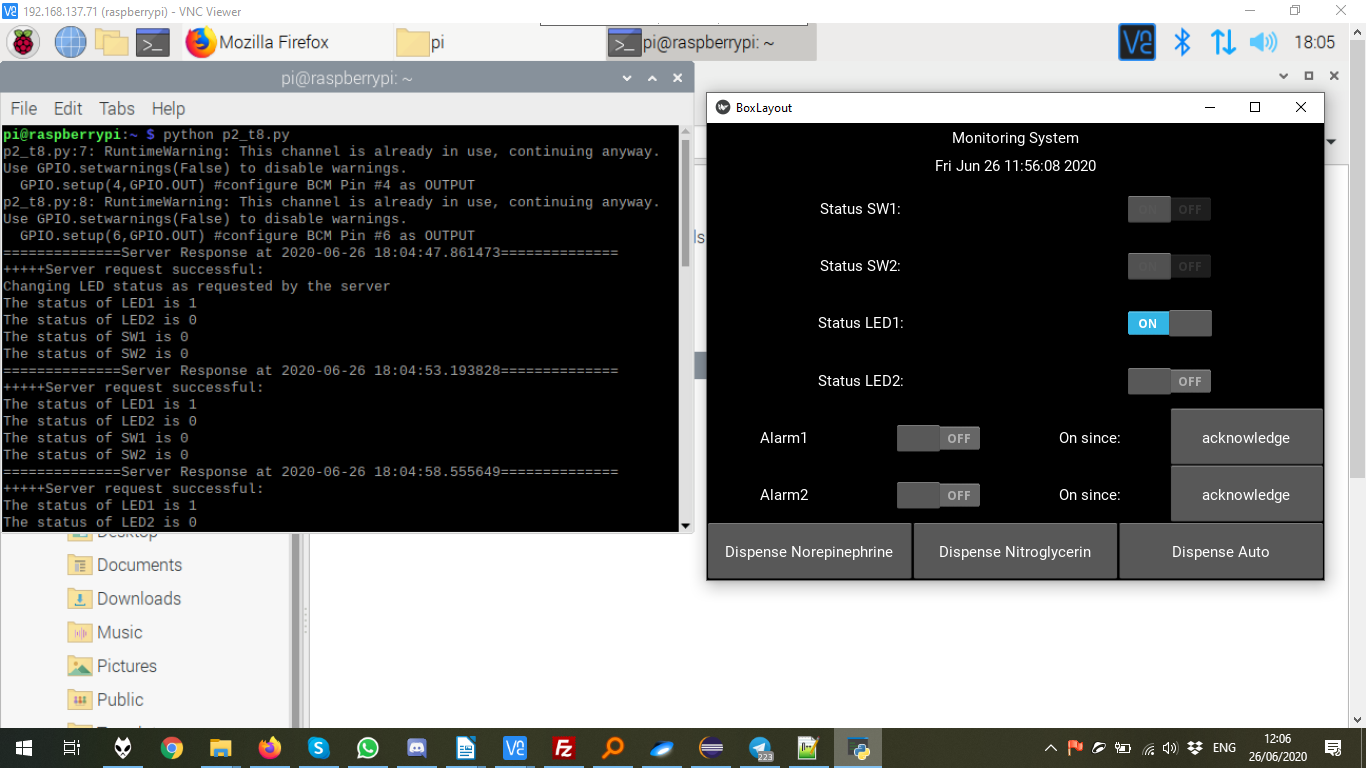 192.168.137.71 (raspberrypi) - VNC Viewer
Mozilla Firefox
pi
pi@raspberrypi: ~
18:05
pi@raspberrypi: ~
File Edit Tabs Help
pi@raspberrypi:~ $ python p2_t8.py
p2_t8.py:7: RuntimeWarning: This channel is already in use, continuing anyway.
Use GPIO.setwarnings(False) to disable warnings.
GPIO.setup(4,GPIO.OUT) #configure BCM Pin #4 as OUTPUT
p2_t8.py:8: RuntimeWarning: This channel is already in use, continuing anyway.
Use GPIO.setwarnings(False) to disable warnings.
GPIO.setup(6,GPIO.OUT) #configure BCM Pin #6 as OUTPUT
==============Server Response at 2020-06-26 18:04:47.861473==============
+++++Server request successful:
Changing LED status as requested by the server
The status of LED1 is 1
The status of LED2 is 0
The status of SW1 is 0
The status of SW2 is 0
==============Server Response at 2020-06-26 18:04:53.193828==============
+++++Server request successful:
The status of LED1 is 1
The status of LED2 is 0
The status of SW1 is 0
The status of SW2 is 0
==============Server Response at 2020-06-26 18:04:58.555649==============
+++++Server request successful:
The status of LED1 is 1
The status of LED2 is 0
Desktop
Documents
Downloads
Music
Pictures
Public
ls
BoxLayout
Monitoring System
Fri Jun 26 11:56:08 2020
Status SW1: ON OFF
Status SW2: ON OFF
Status LED1: ON
Status LED2: OFF
Alarm1 OFF On since: acknowledge
Alarm2 OFF On since: acknowledge
Dispense Norepinephrine Dispense Nitroglycerin Dispense Auto
223
ENG
12:06
26/06/2020